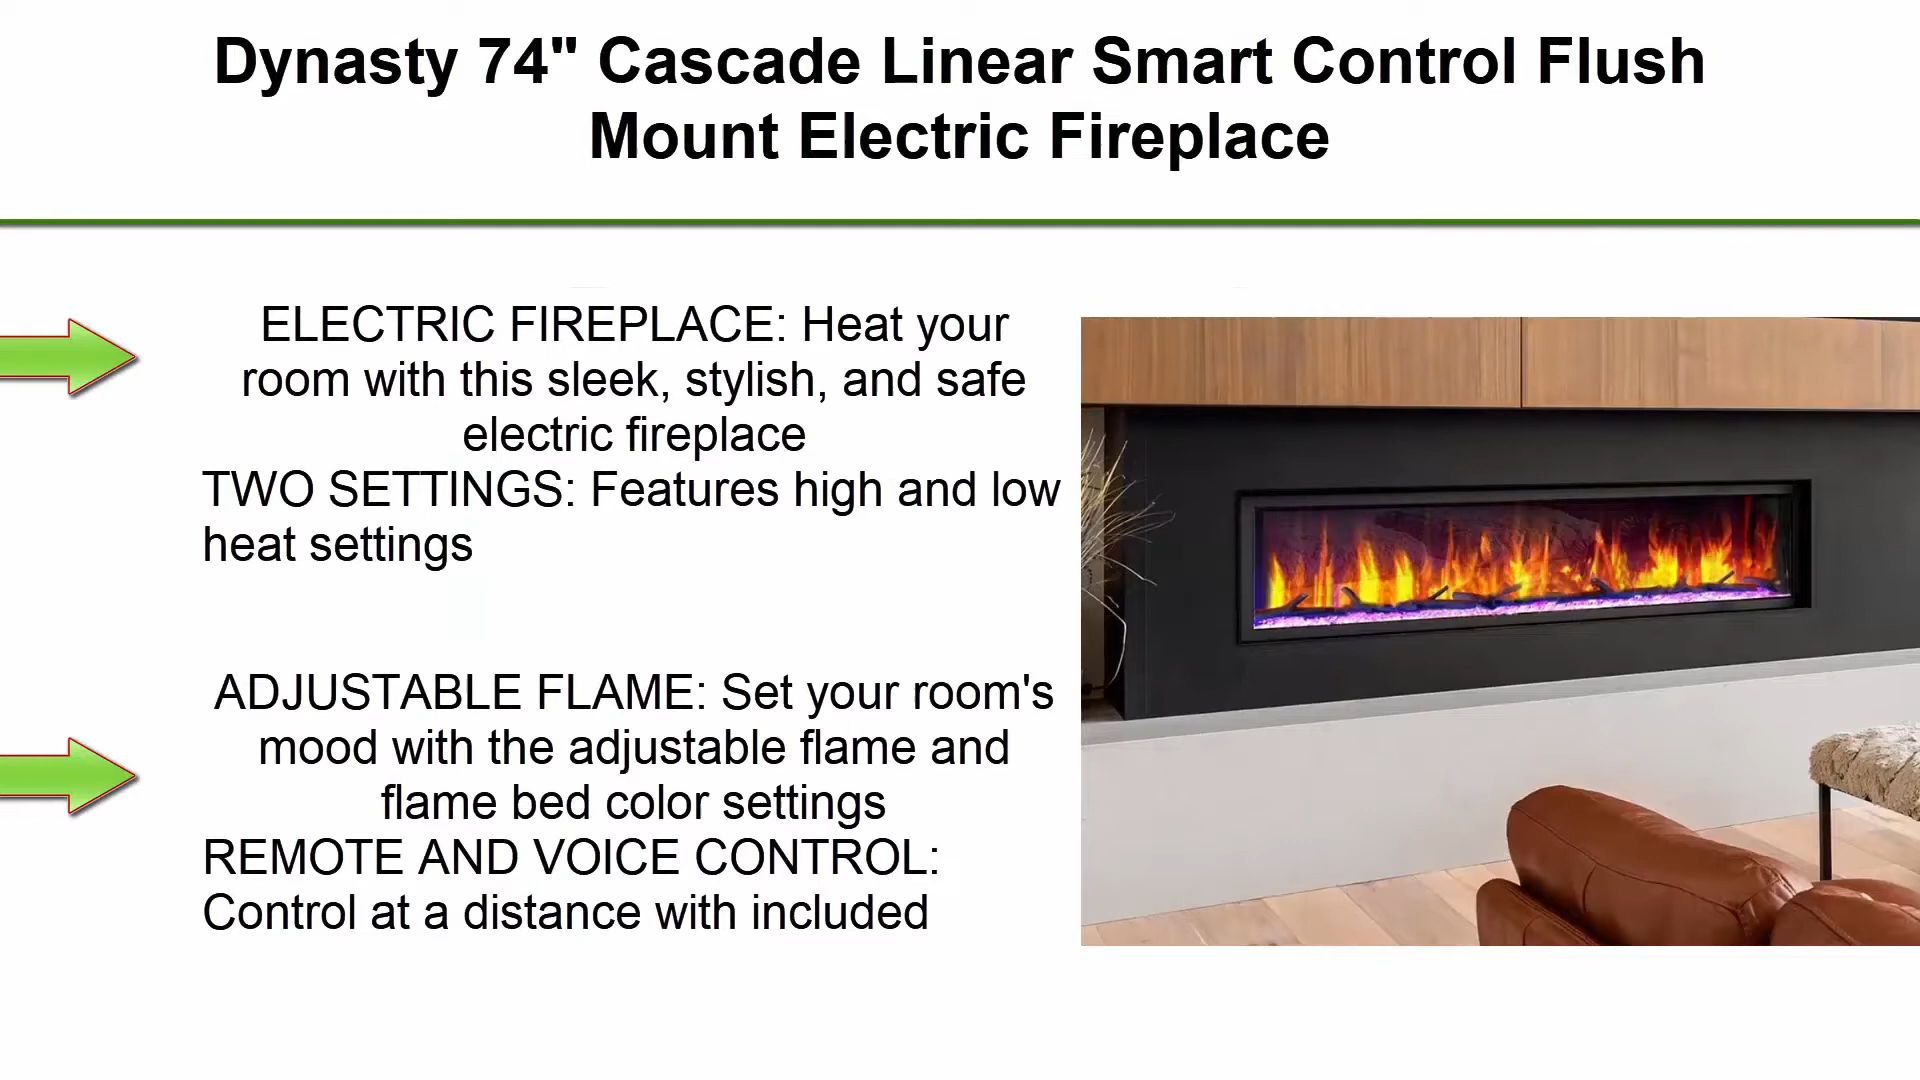 Dynasty 74" Cascade Linear Smart Control Flush
Mount Electric Fireplace
ELECTRIC FIREPLACE: Heat your
room with this sleek, stylish, and safe
electric fireplace
TWO SETTINGS: Features high and low
heat settings
ADJUSTABLE FLAME: Set your room's
mood with the adjustable flame and
flame bed color settings
REMOTE AND VOICE CONTROL:
Control at a distance with included